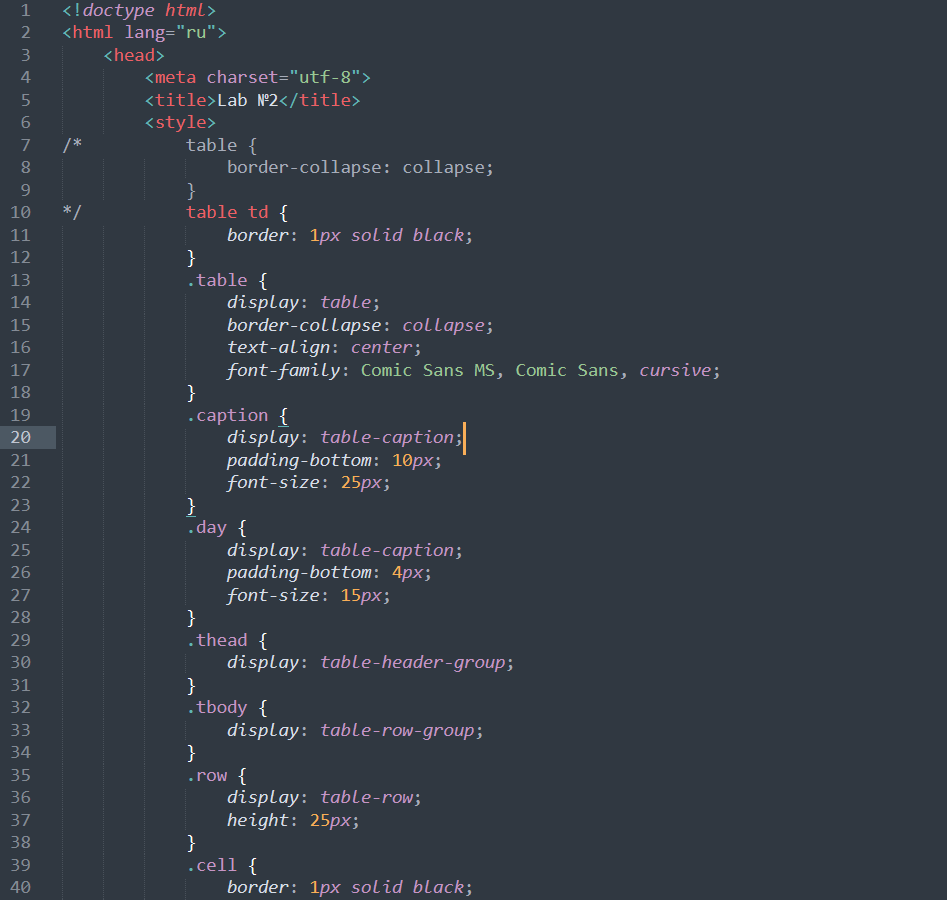 1 <!doctype html>
2 <html lang="ru">
3     <head>
4         <meta charset="utf-8">
5         <title>Lab №2</title>
6         <style>
7 /*          table {
8                 border-collapse: collapse;
9             }
10 */          table td {
11                 border: 1px solid black;
12             }
13             .table {
14                 display: table;
15                 border-collapse: collapse;
16                 text-align: center;
17                 font-family: Comic Sans MS, Comic Sans, cursive;
18             }
19             .caption {
20                 display: table-caption;
21                 padding-bottom: 10px;
22                 font-size: 25px;
23             }
24             .day {
25                 display: table-caption;
26                 padding-bottom: 4px;
27                 font-size: 15px;
28             }
29             .thead {
30                 display: table-header-group;
31             }
32             .tbody {
33                 display: table-row-group;
34             }
35             .row {
36                 display: table-row;
37                 height: 25px;
38             }
39             .cell {
40                 border: 1px solid black;